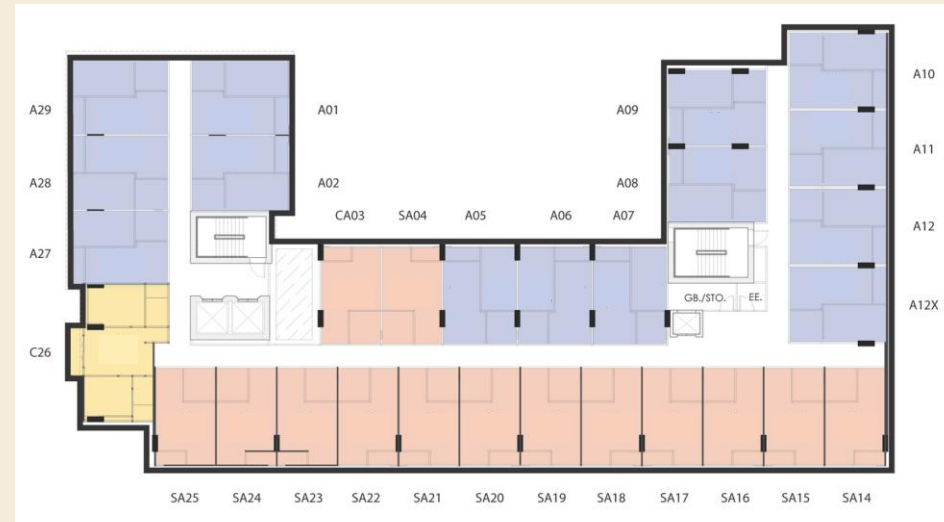 A10
A29 A01 A09
A11
A28 A02 A08
CA03 SA04 A05 A06 A07
A12
A27
GB./STO. EE.
A12X
C26
SA25 SA24 SA23 SA22 SA21 SA20 SA19 SA18 SA17 SA16 SA15 SA14